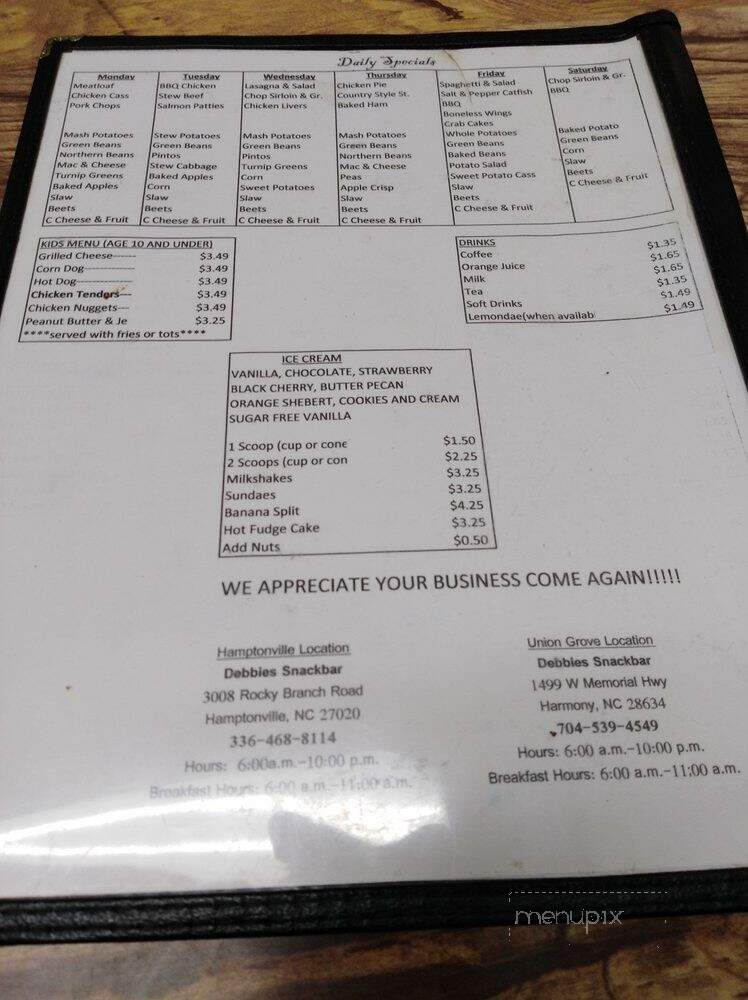 Daily Specials
Monday
Meatloaf
Chicken Cass
Pork Chops
Mash Potatoes
Green Beans
Northern Beans
Mac & Cheese
Turnip Greens
Baked Apples
Slaw
Beets
C Cheese & Fruit
Tuesday
BBQ Chicken
Stew Beef
Salmon Patties
Stew Potatoes
Green Beans
Pintos
Stew Cabbage
Baked Apples
Corn
Slaw
Beets
C Cheese & Fruit
Wednesday
Lasagna & Salad
Chop Sirloin & Gr.
Chicken Livers
Mash Potatoes
Green Beans
Pintos
Turnip Greens
Corn
Sweet Potatoes
Slaw
Beets
C Cheese & Fruit
Thursday
Chicken Pie
Country Style St.
Baked Ham
Mash Potatoes
Green Beans
Northern Beans
Mac & Cheese
Peas
Apple Crisp
Slaw
Beets
C Cheese & Fruit
Friday
Spaghetti & Salad
Salt & Pepper Catfish
BBQ
Boneless Wings
Crab Cakes
Whole Potatoes
Green Beans
Baked Beans
Potato Salad
Sweet Potato Cass
Slaw
Beets
C Cheese & Fruit
Saturday
Chop Sirloin & Gr.
BBQ
Baked Potato
Green Beans
Corn
Slaw
Beets
C Cheese & Fruit
KIDS MENU (AGE 10 AND UNDER)
Grilled Cheese------ $3.49
Corn Dog-------------- $3.49
Hot Dog--------------- $3.49
Chicken Tenders--- $3.49
Chicken Nuggets--- $3.49
Peanut Butter & Je $3.25
****served with fries or tots****
DRINKS
Coffee $1.35
Orange Juice $1.65
Milk $1.65
Tea $1.35
Soft Drinks $1.49
Lemondae(when availab $1.49
ICE CREAM
VANILLA, CHOCOLATE, STRAWBERRY
BLACK CHERRY, BUTTER PECAN
ORANGE SHEBERT, COOKIES AND CREAM
SUGAR FREE VANILLA
1 Scoop (cup or cone $1.50
2 Scoops (cup or con $2.25
Milkshakes $3.25
Sundaes $3.25
Banana Split $4.25
Hot Fudge Cake $3.25
Add Nuts $0.50
WE APPRECIATE YOUR BUSINESS COME AGAIN!!!!!
Hamptonville Location
Debbies Snackbar
3008 Rocky Branch Road
Hamptonville, NC 27020
336-468-8114
Hours: 6:00a.m.-10:00 p.m.
Breakfast Hours: 6:00 a.m.-11:00 a.m.
Union Grove Location
Debbies Snackbar
1499 W Memorial Hwy
Harmony, NC 28634
704-539-4549
Hours: 6:00 a.m.-10:00 p.m.
Breakfast Hours: 6:00 a.m.-11:00 a.m.
menupix